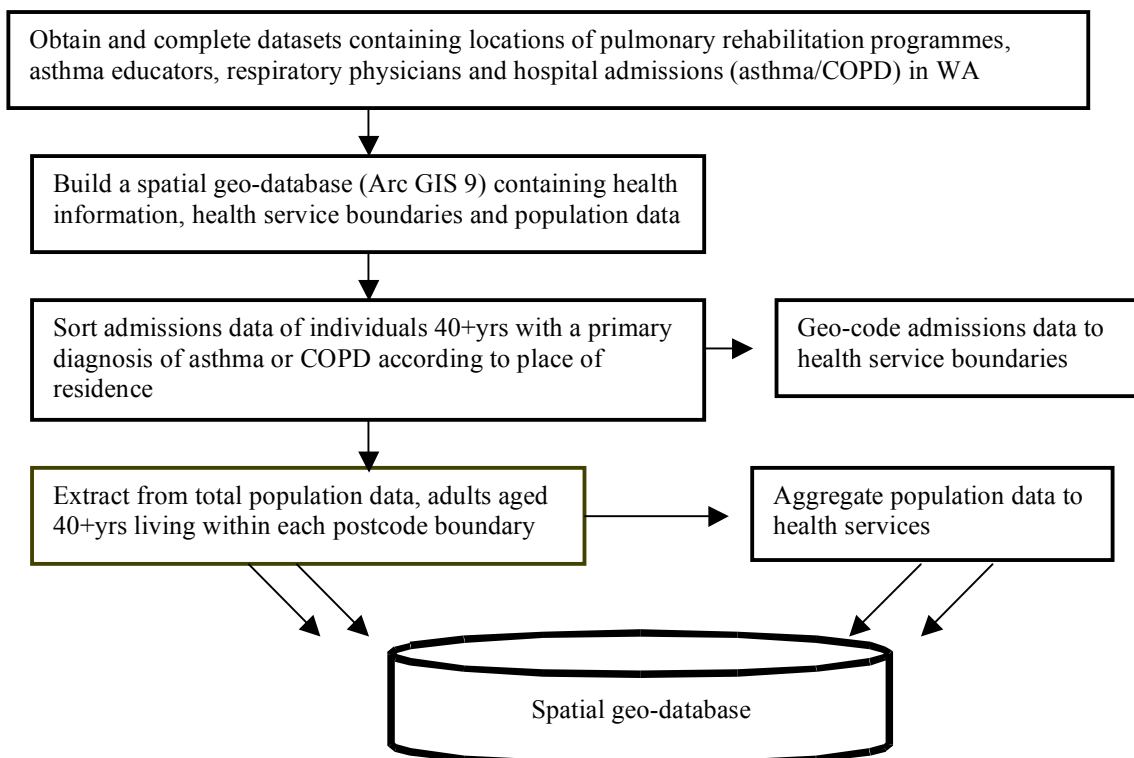 Obtain and complete datasets containing locations of pulmonary rehabilitation programmes,
asthma educators, respiratory physicians and hospital admissions (asthma/COPD) in WA
Build a spatial geo-database (Arc GIS 9) containing health
information, health service boundaries and population data
Sort admissions data of individuals 40+yrs with a primary
diagnosis of asthma or COPD according to place of
residence
Geo-code admissions data to
health service boundaries
Extract from total population data, adults aged
40+yrs living within each postcode boundary
Aggregate population data to
health services
Spatial geo-database